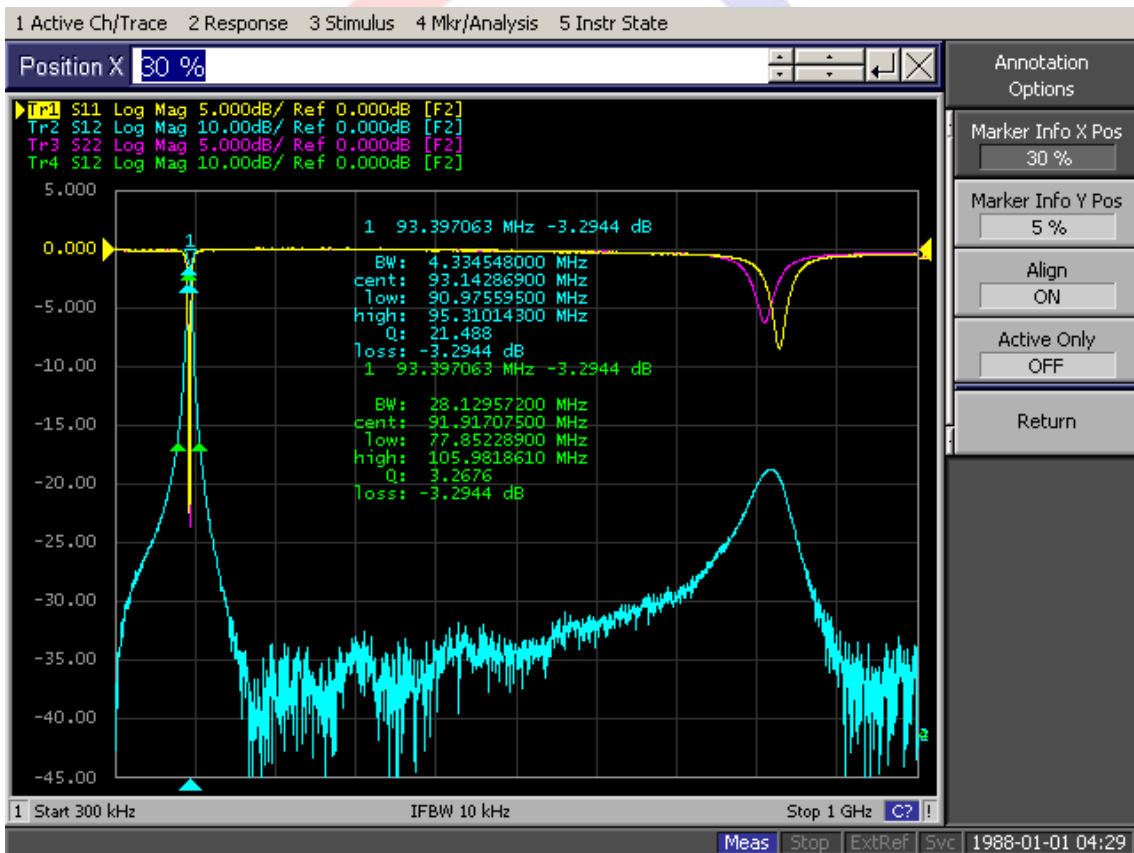 1 Active Ch/Trace 2 Response 3 Stimulus 4 Mkr/Analysis 5 Instr State
Position X 30 %
Tr1 S11 Log Mag 5.000dB/ Ref 0.000dB [F2]
Tr2 S12 Log Mag 10.00dB/ Ref 0.000dB [F2]
Tr3 S22 Log Mag 5.000dB/ Ref 0.000dB [F2]
Tr4 S12 Log Mag 10.00dB/ Ref 0.000dB [F2]
5.000
0.000
-5.000
-10.00
-15.00
-20.00
-25.00
-30.00
-35.00
-40.00
-45.00
1
1 93.397063 MHz -3.2944 dB
BW: 4.334548000 MHz
cent: 93.14286900 MHz
low: 90.97559500 MHz
high: 95.31014300 MHz
Q: 21.488
loss: -3.2944 dB
1 93.397063 MHz -3.2944 dB
BW: 28.12957200 MHz
cent: 91.91707500 MHz
low: 77.85228900 MHz
high: 105.9818610 MHz
Q: 3.2676
loss: -3.2944 dB
1 Start 300 kHz IFBW 10 kHz Stop 1 GHz C? !
Meas Stop ExtRef Svc 1988-01-01 04:29
Annotation
Options
Marker Info X Pos
30 %
Marker Info Y Pos
5 %
Align
ON
Active Only
OFF
Return